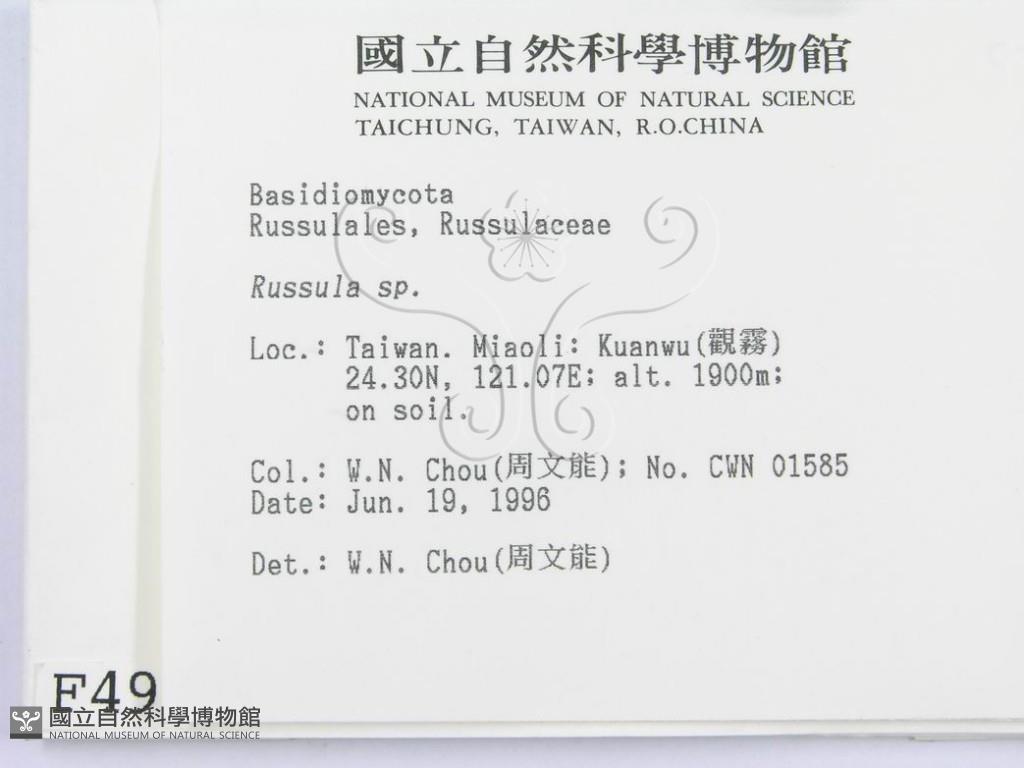 國立自然科學博物館
NATIONAL MUSEUM OF NATURAL SCIENCE
TAICHUNG, TAIWAN, R.O.CHINA
Basidiomycota
Russulales, Russulaceae
Russula sp.
Loc.: Taiwan. Miaoli: Kuanwu(觀霧)
24.30N, 121.07E; alt. 1900m;
on soil.
Col.: W.N. Chou(周文能); No. CWN 01585
Date: Jun. 19, 1996
Det.: W.N. Chou(周文能)
F49
國立自然科學博物館
NATIONAL MUSEUM OF NATURAL SCIENCE